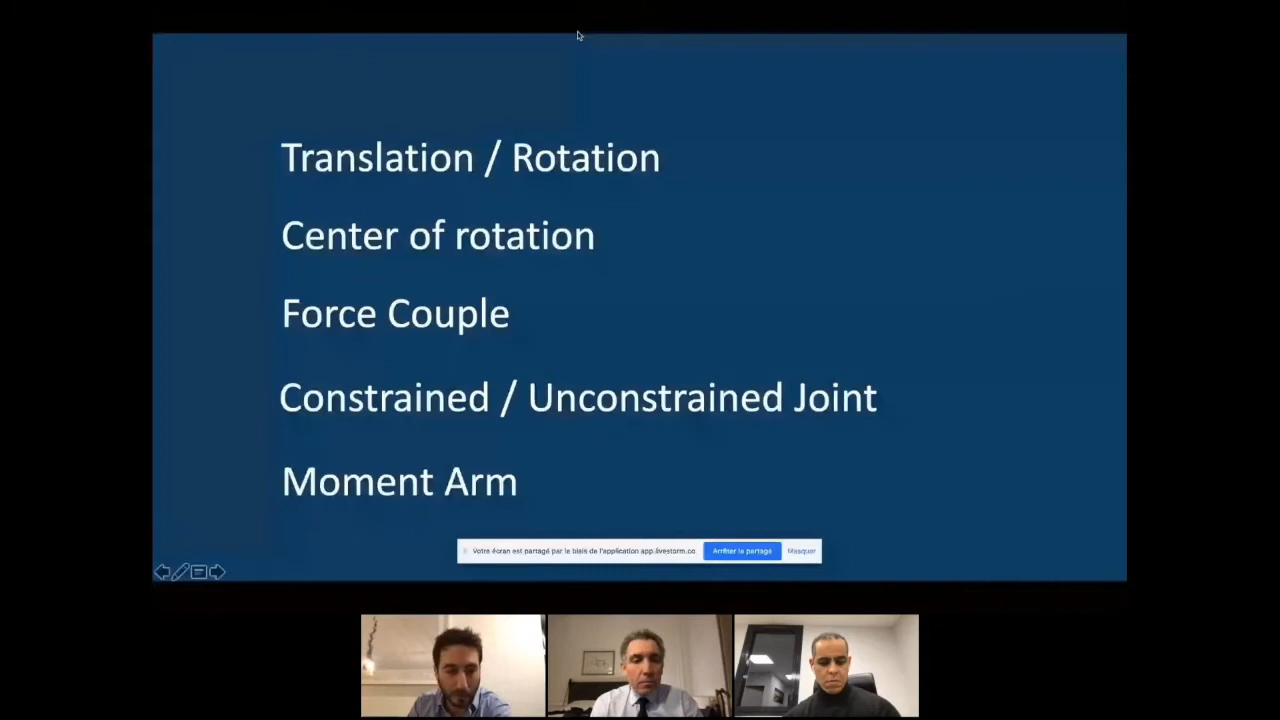 Translation / Rotation
Center of rotation
Force Couple
Constrained / Unconstrained Joint
Moment Arm
Votre écran est partagé par le biais de l'application app.livestorm.co Arrêter le partage Masquer